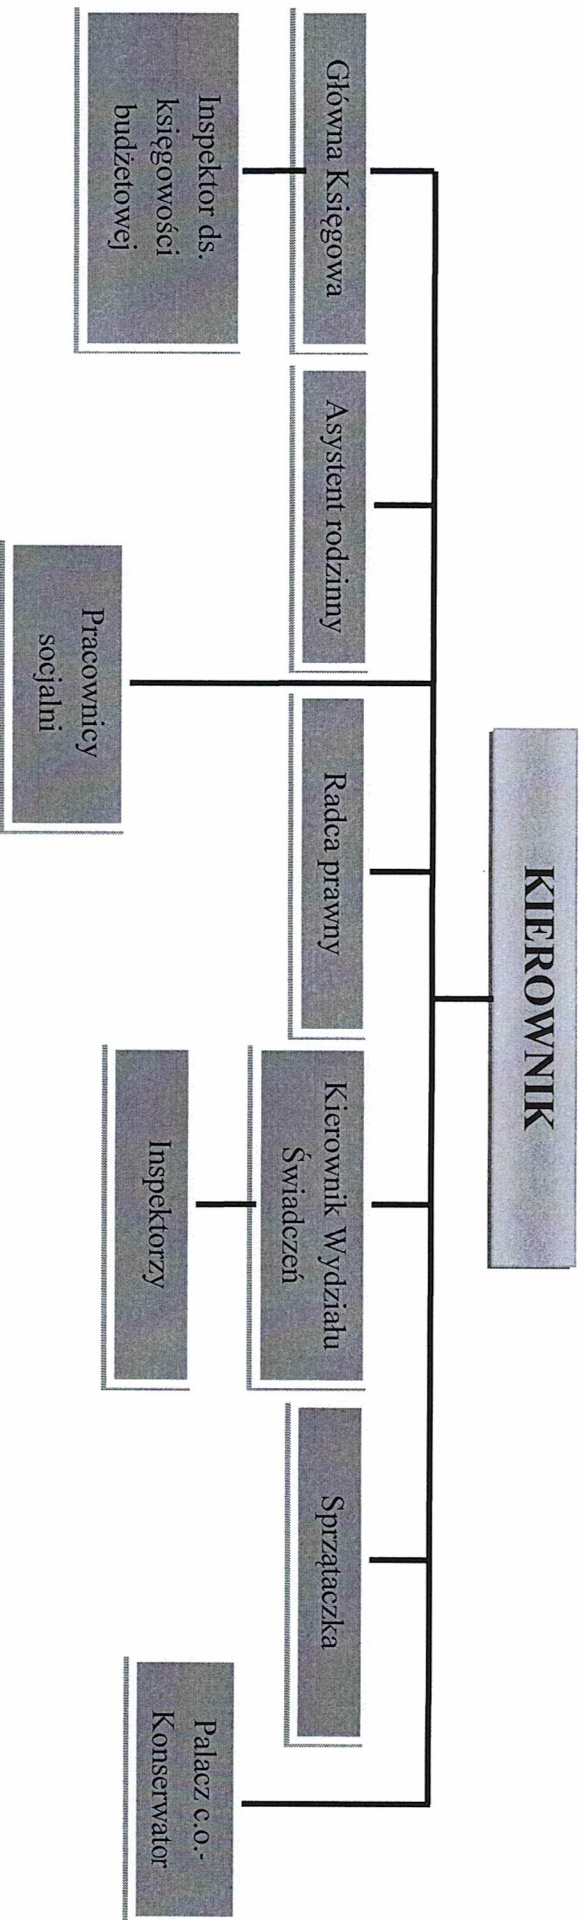 KIEROWNIK
Główna Księgowa
Asystent rodzinny
Radca prawny
Kierownik Wydziału
Świadczeń
Sprzątaczka
Inspektor ds.
księgowości
budżetowej
Pracownicy
socjalni
Inspektorzy
Palacz c.o.-
Konserwator